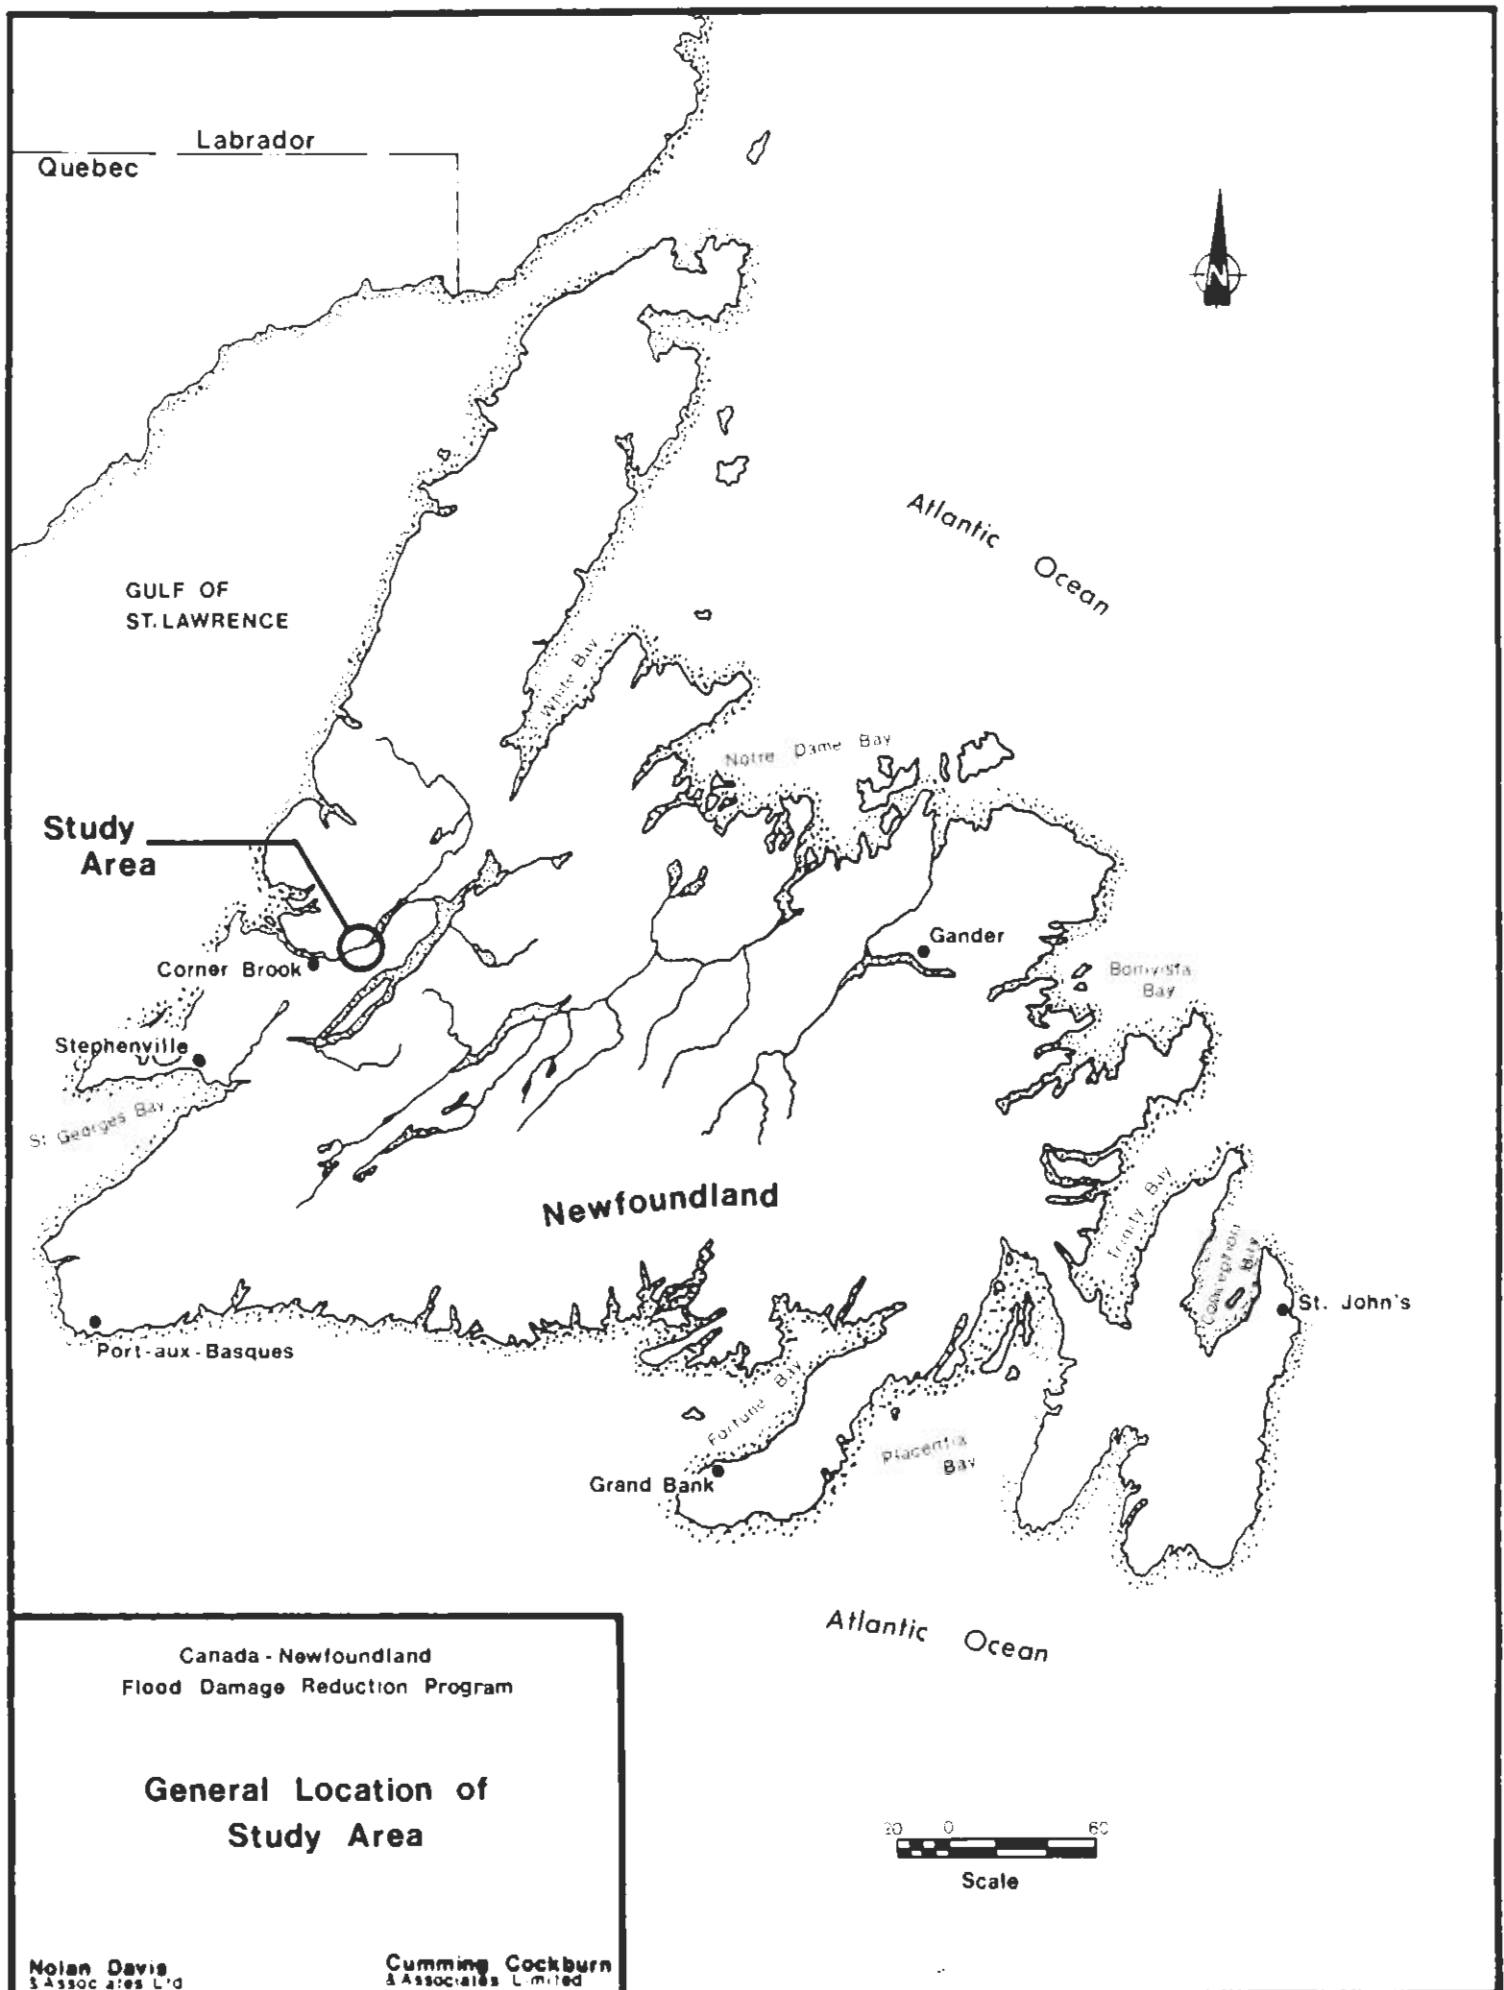 Labrador
Quebec
N
Atlantic Ocean
GULF OF
ST. LAWRENCE
White Bay
Notre Dame Bay
Study
Area
Gander
Corner Brook
Bonavista
Bay
Stephenville
St Georges Bay
Trinity Bay
Newfoundland
Conception
Bay
St. John's
Port-aux-Basques
Fortune Bay
Placentia
Bay
Grand Bank
Atlantic Ocean
Canada - Newfoundland
Flood Damage Reduction Program
General Location of
Study Area
20 0 60
Scale
Nolan Davis
& Associates L'd
Cumming Cockburn
& Associates Limited